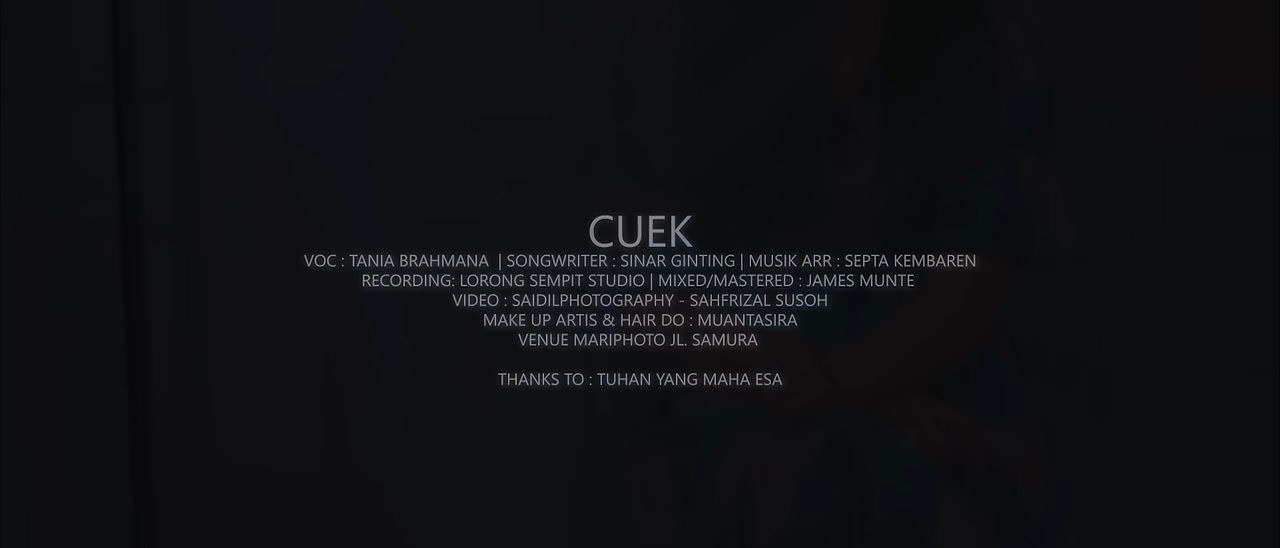 CUEK
VOC : TANIA BRAHMANA | SONGWRITER : SINAR GINTING | MUSIK ARR : SEPTA KEMBAREN
RECORDING: LORONG SEMPIT STUDIO | MIXED/MASTERED : JAMES MUNTE
VIDEO : SAIDILPHOTOGRAPHY - SAHFRIZAL SUSOH
MAKE UP ARTIS & HAIR DO : MUANTASIRA
VENUE MARIPHOTO JL. SAMURA
THANKS TO : TUHAN YANG MAHA ESA